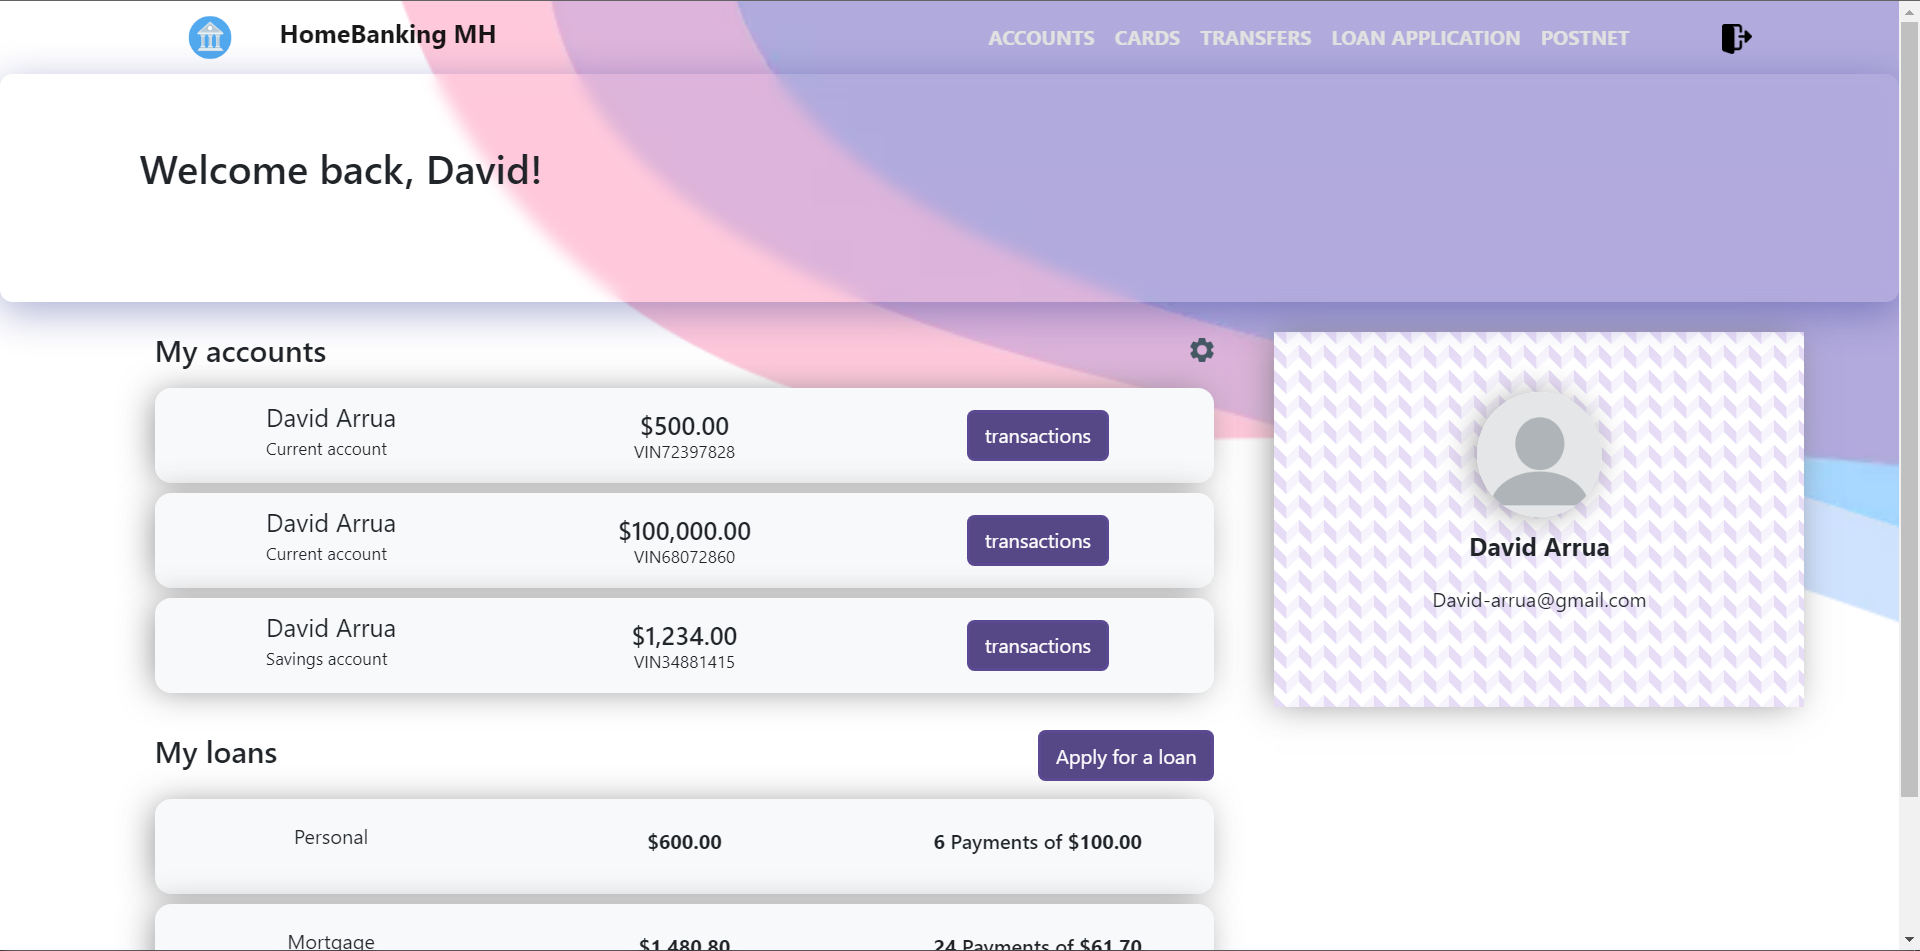 HomeBanking MH
ACCOUNTS CARDS TRANSFERS LOAN APPLICATION POSTNET
Welcome back, David!
My accounts
David Arrua
Current account
$500.00
VIN72397828
transactions
David Arrua
Current account
$100,000.00
VIN68072860
transactions
David Arrua
Savings account
$1,234.00
VIN34881415
transactions
David Arrua
David-arrua@gmail.com
My loans
Apply for a loan
Personal
$600.00
6 Payments of $100.00
Mortgage
$1,480.80
24 Payments of $61.70